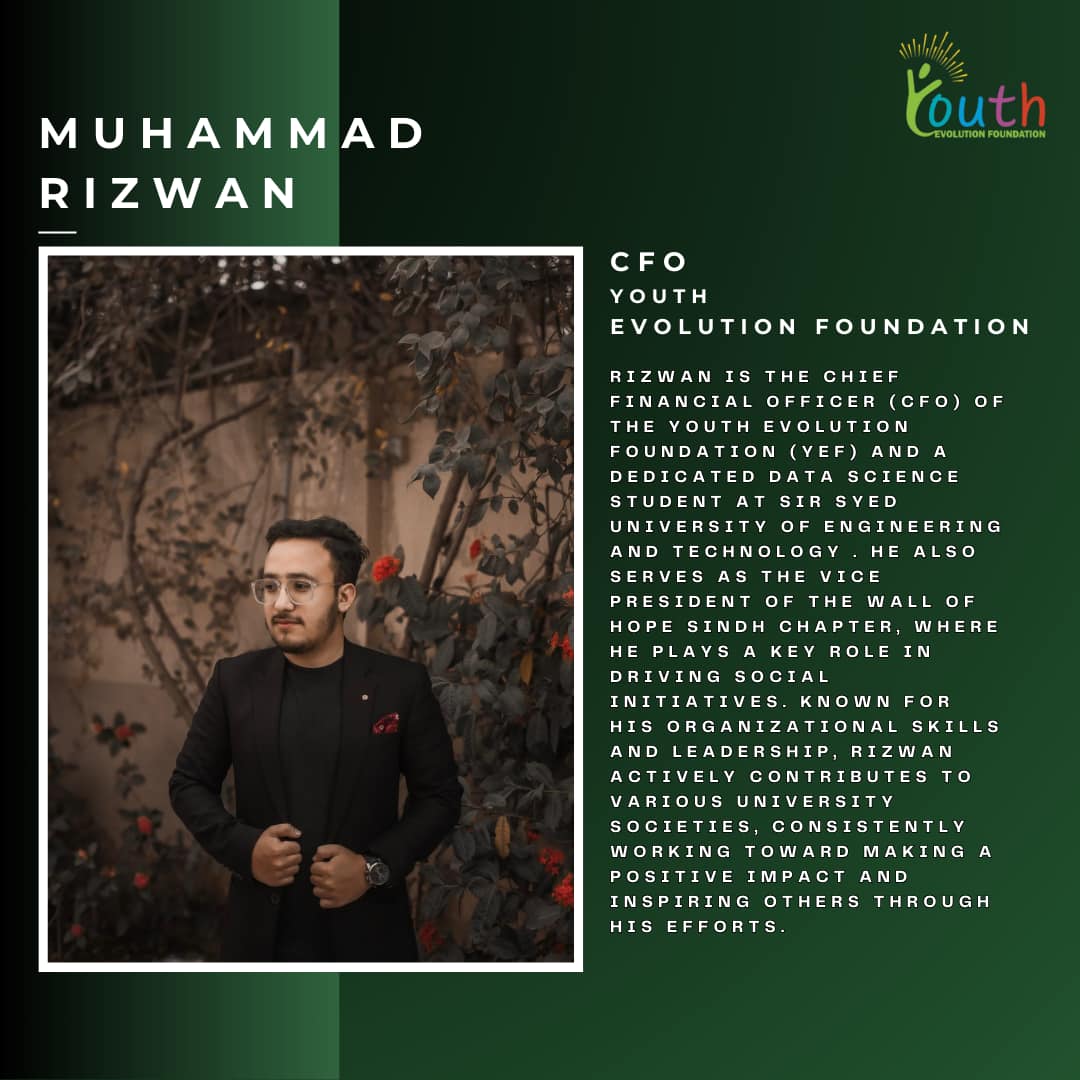 Youth
EVOLUTION FOUNDATION
MUHAMMAD
RIZWAN
CFO
YOUTH
EVOLUTION FOUNDATION
RIZWAN IS THE CHIEF
FINANCIAL OFFICER (CFO) OF
THE YOUTH EVOLUTION
FOUNDATION (YEF) AND A
DEDICATED DATA SCIENCE
STUDENT AT SIR SYED
UNIVERSITY OF ENGINEERING
AND TECHNOLOGY . HE ALSO
SERVES AS THE VICE
PRESIDENT OF THE WALL OF
HOPE SINDH CHAPTER, WHERE
HE PLAYS A KEY ROLE IN
DRIVING SOCIAL
INITIATIVES. KNOWN FOR
HIS ORGANIZATIONAL SKILLS
AND LEADERSHIP, RIZWAN
ACTIVELY CONTRIBUTES TO
VARIOUS UNIVERSITY
SOCIETIES, CONSISTENTLY
WORKING TOWARD MAKING A
POSITIVE IMPACT AND
INSPIRING OTHERS THROUGH
HIS EFFORTS.